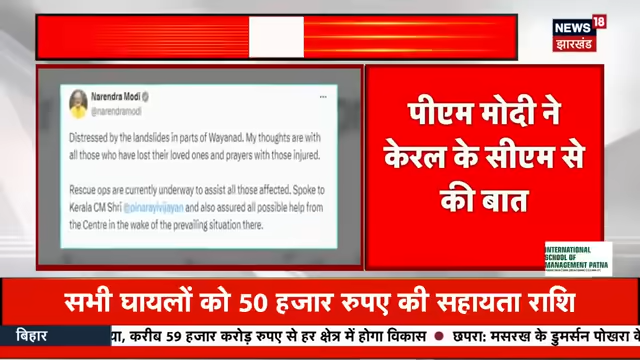 NEWS 18
झारखंड
Narendra Modi
@narendramodi
Distressed by the landslides in parts of Wayanad. My thoughts are with
all those who have lost their loved ones and prayers with those injured.
Rescue ops are currently underway to assist all those affected. Spoke to
Kerala CM Shri @pinarayivijayan and also assured all possible help from
the Centre in the wake of the prevailing situation there.
पीएम मोदी ने
केरल के सीएम से
की बात
INTERNATIONAL
SCHOOL OF
MANAGEMENT PATNA
सभी घायलों को 50 हजार रुपए की सहायता राशि
बिहार
करीब 59 हजार करोड़ रुपए से हर क्षेत्र में होगा विकास • छपरा: मसरख के डुमर्सन पोखरा